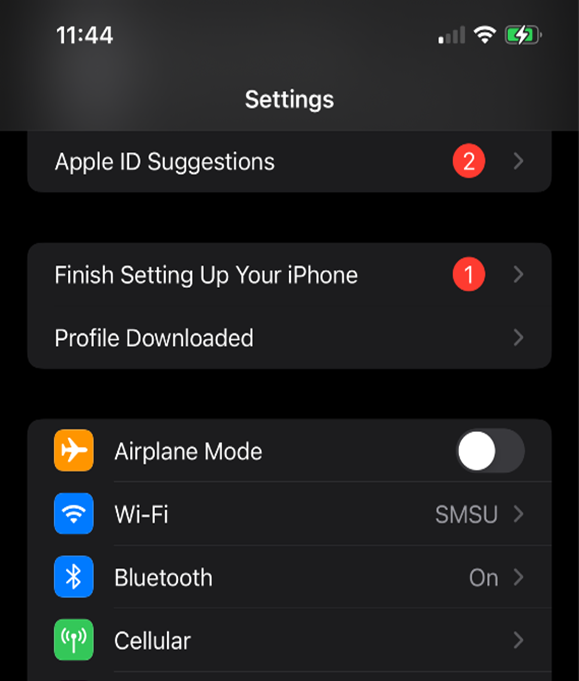 11:44
Settings
Apple ID Suggestions 2
Finish Setting Up Your iPhone 1
Profile Downloaded
Airplane Mode
Wi-Fi SMSU
Bluetooth On
Cellular